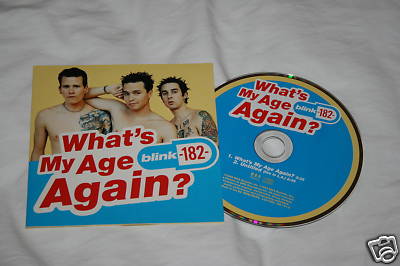 What's
My Age
blink-182-
Again?
What's
My Age
blink-182-
Again?
1. What's My Age Again?
2. Untitled
ebY